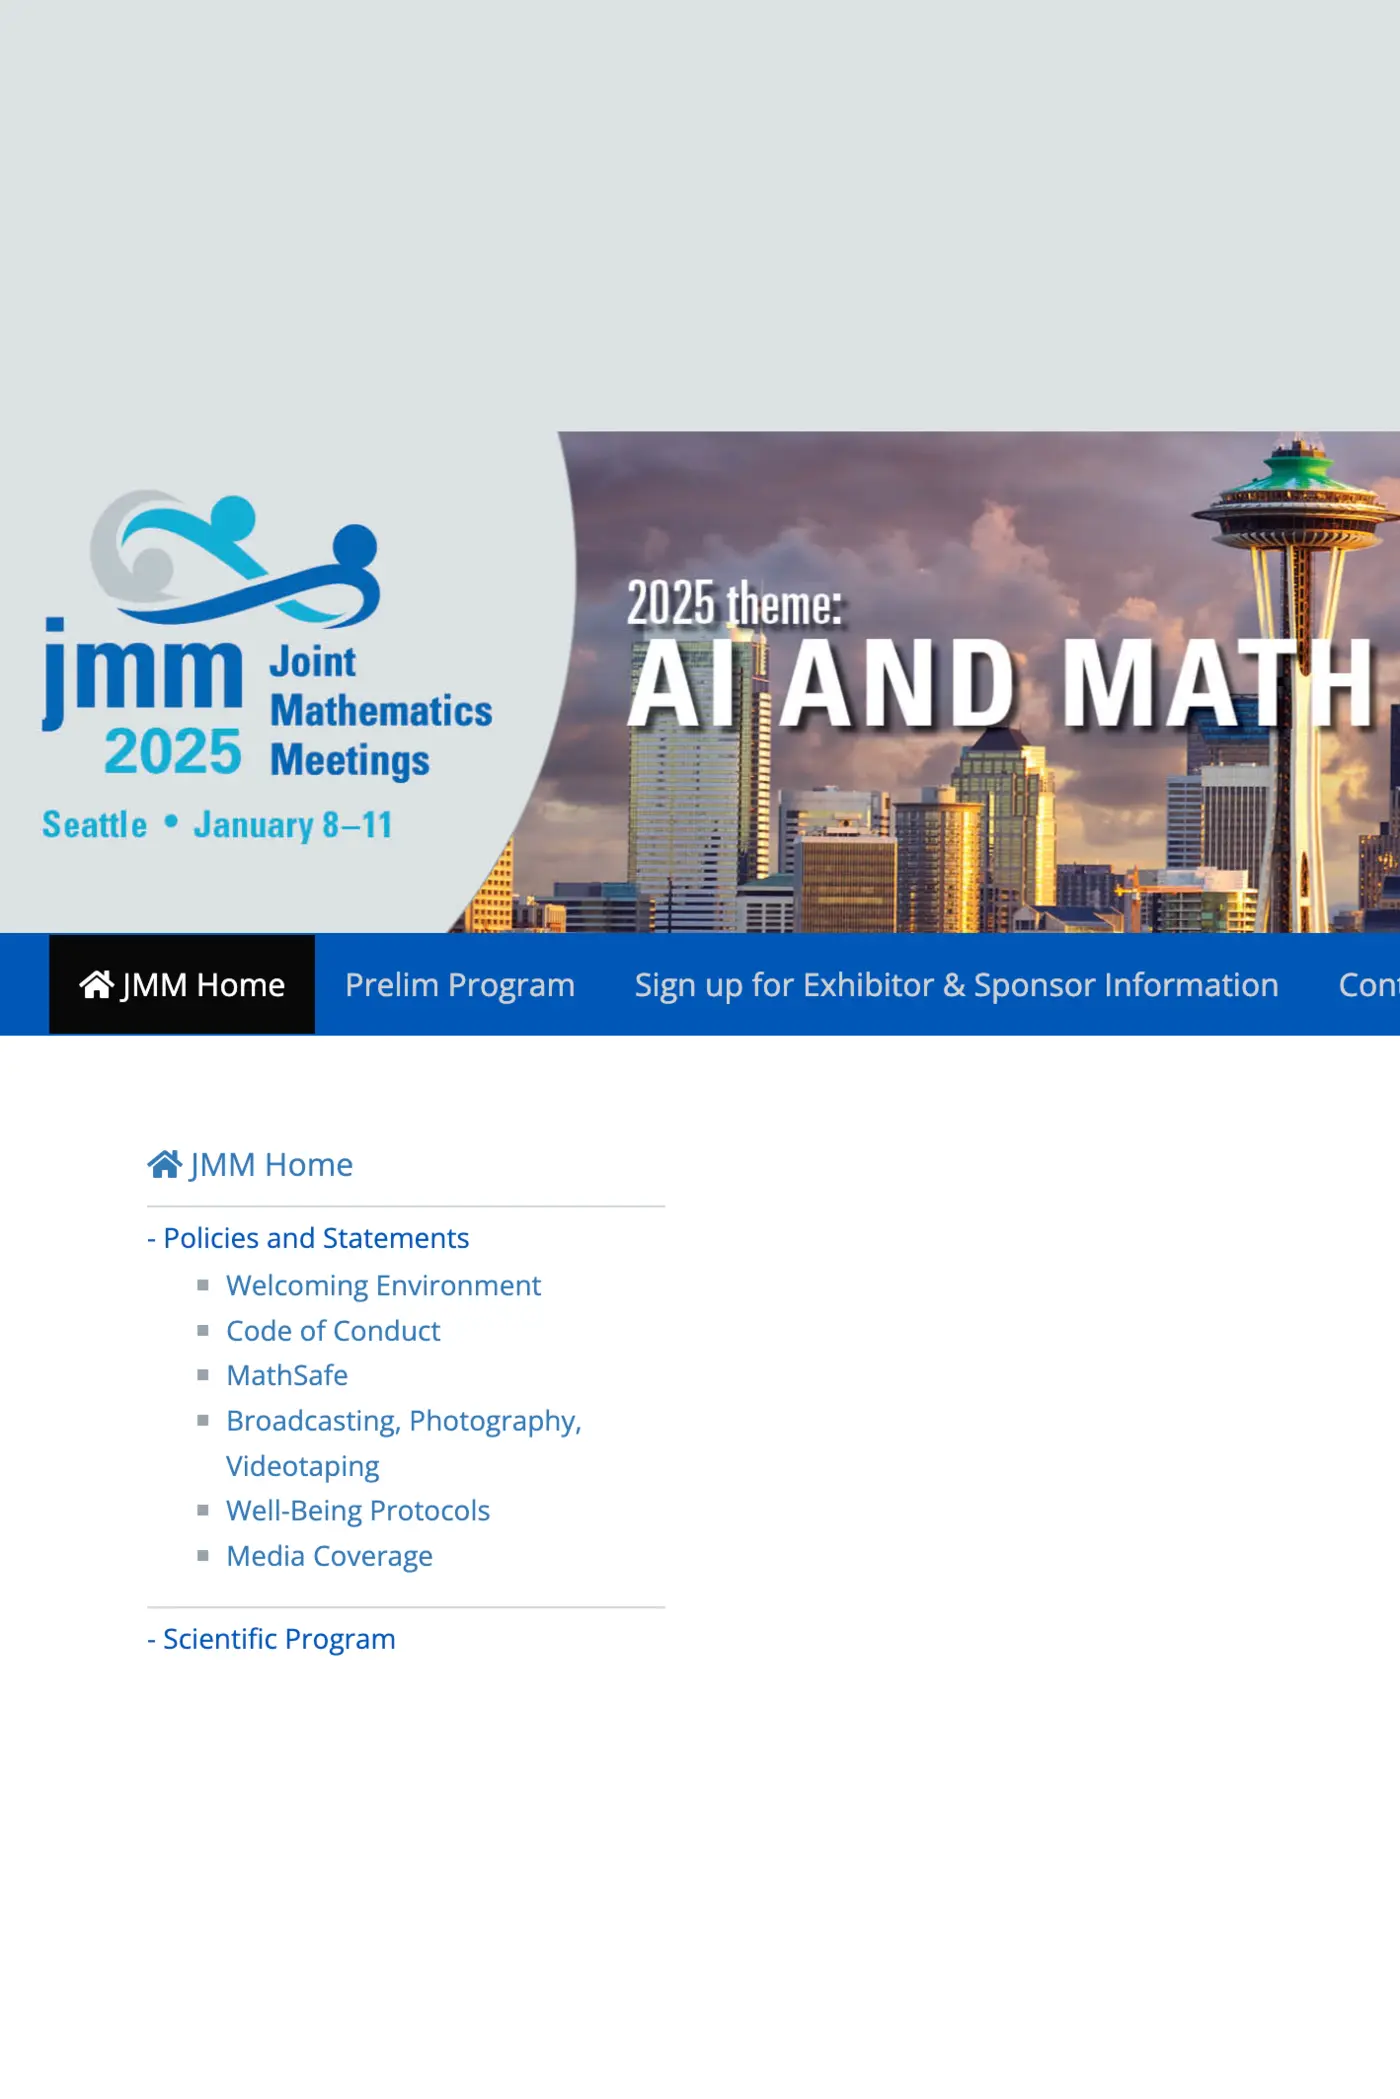 jmm Joint
Mathematics
2025 Meetings
Seattle • January 8–11
2025 theme:
AI AND MATH
JMM Home Prelim Program Sign up for Exhibitor & Sponsor Information
JMM Home
- Policies and Statements
Welcoming Environment
Code of Conduct
MathSafe
Broadcasting, Photography,
Videotaping
Well-Being Protocols
Media Coverage
- Scientific Program